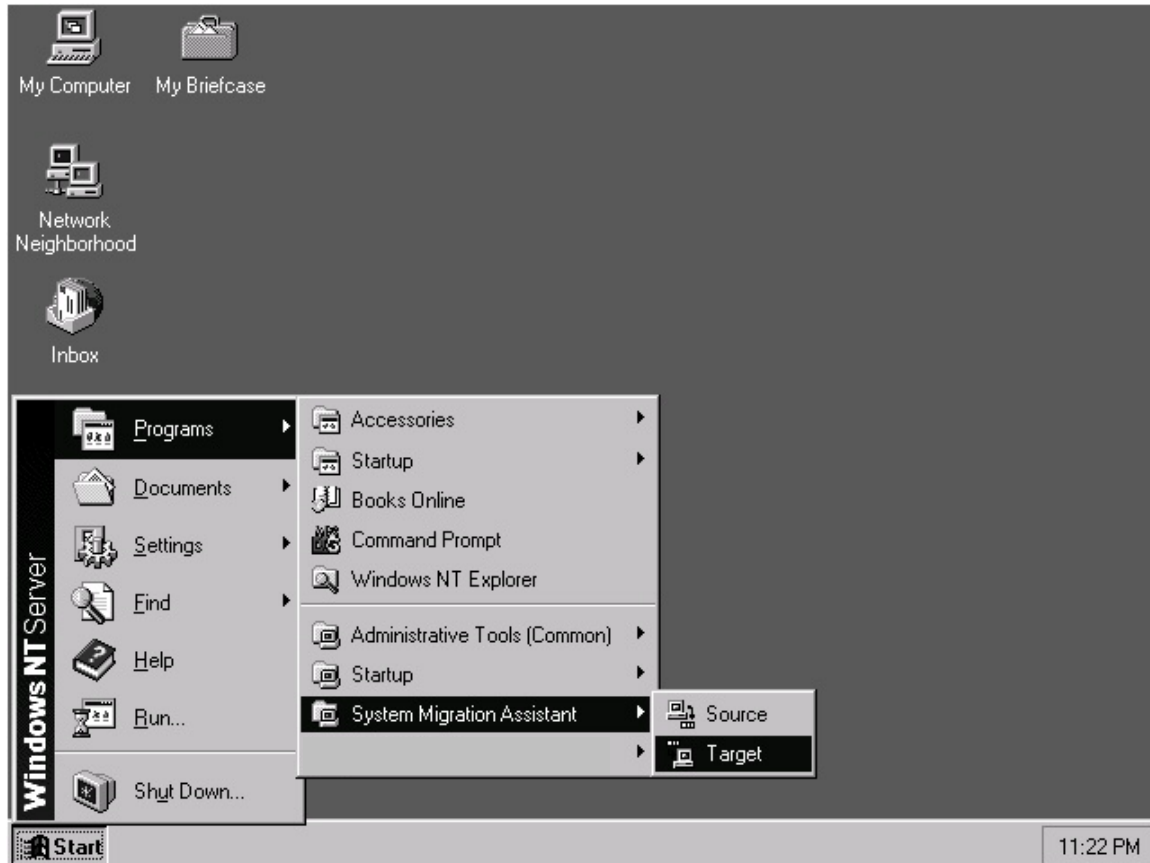 My Computer
My Briefcase
Network
Neighborhood
Inbox
Windows NT Server
Programs
Documents
Settings
Find
Help
Run...
Shut Down...
Accessories
Startup
Books Online
Command Prompt
Windows NT Explorer
Administrative Tools (Common)
Startup
System Migration Assistant
Source
Target
Start
11:22 PM